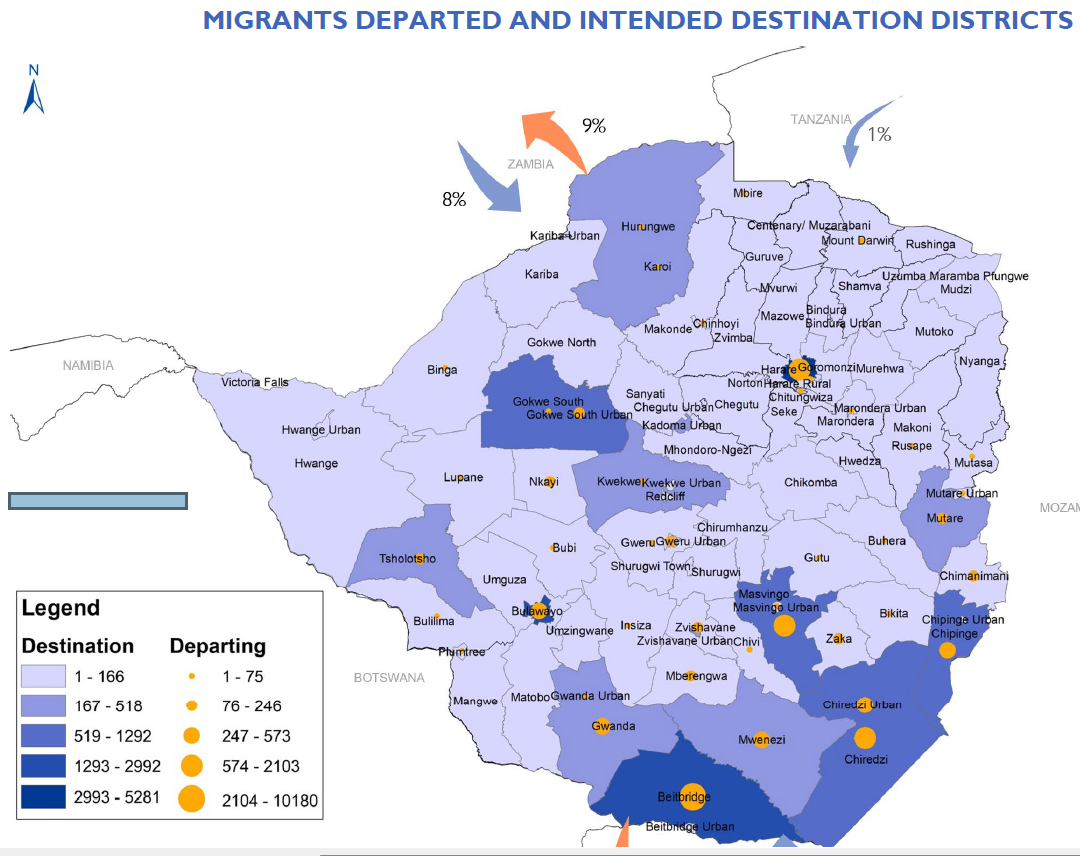 MIGRANTS DEPARTED AND INTENDED DESTINATION DISTRICTS
N
9%
TANZANIA
1%
ZAMBIA
8%
Mbire
Hurungwe
Centenary/ Muzarabani
Kariba Urban
Mount Darwin
Rushinga
Guruve
Karoi
Kariba
Uzumba Maramba Pfungwe
Mudzi
Mvurwi
Shamva
Bindura
Mazowe
Bindura Urban
Makonde
Chinhoyi
Zvimba
Mutoko
Gokwe North
NAMIBIA
Binga
Nyanga
Harare
Goromonzi
Murehwa
Victoria Falls
Norton
Harare Rural
Sanyati
Chitungwiza
Gokwe South
Chegutu Urban
Chegutu
Seke
Marondera Urban
Gokwe South Urban
Marondera
Kadoma Urban
Makoni
Hwange Urban
Rusape
Mhondoro-Ngezi
Hwange
Hwedza
Mutasa
Lupane
Nkayi
Kwekwe
Kwekwe Urban
Chikomba
Redcliff
Mutare Urban
Mutare
MOZAM
Chirumhanzu
Tsholotsho
Bubi
Gweru
Gweru Urban
Buhera
Gutu
Shurugwi Town
Shurugwi
Umguza
Chimanimani
Masvingo
Masvingo Urban
Bulawayo
Bikita
Chipinge Urban
Bulilima
Insiza
Zvishavane
Umzingwane
Chipinge
Zvishavane Urban
Chivi
Zaka
Plumtree
BOTSWANA
Mberengwa
Mangwe
Matobo
Gwanda Urban
Chiredzi Urban
Gwanda
Mwenezi
Chiredzi
Beitbridge
Beitbridge Urban
Legend
Destination
Departing
1 - 166
1 - 75
167 - 518
76 - 246
519 - 1292
247 - 573
1293 - 2992
574 - 2103
2993 - 5281
2104 - 10180